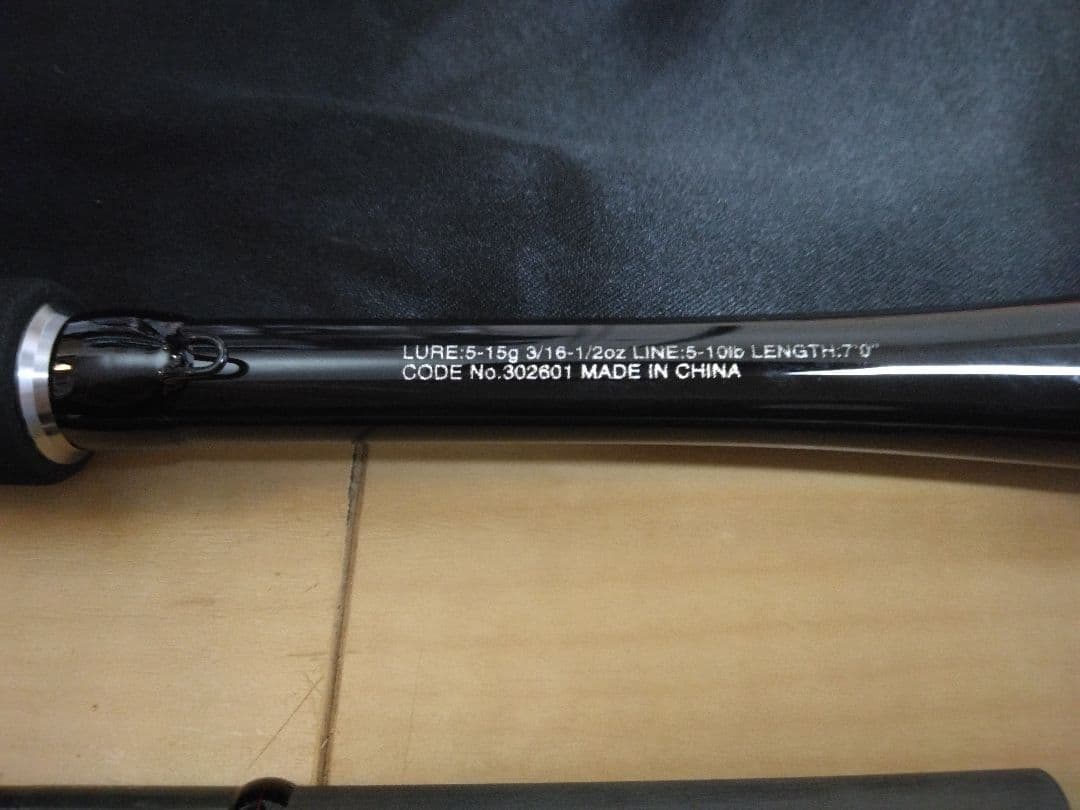 LURE:5-15g 3/16-1/2oz LINE:5-10lb LENGTH:7'0"
CODE No.302601 MADE IN CHINA